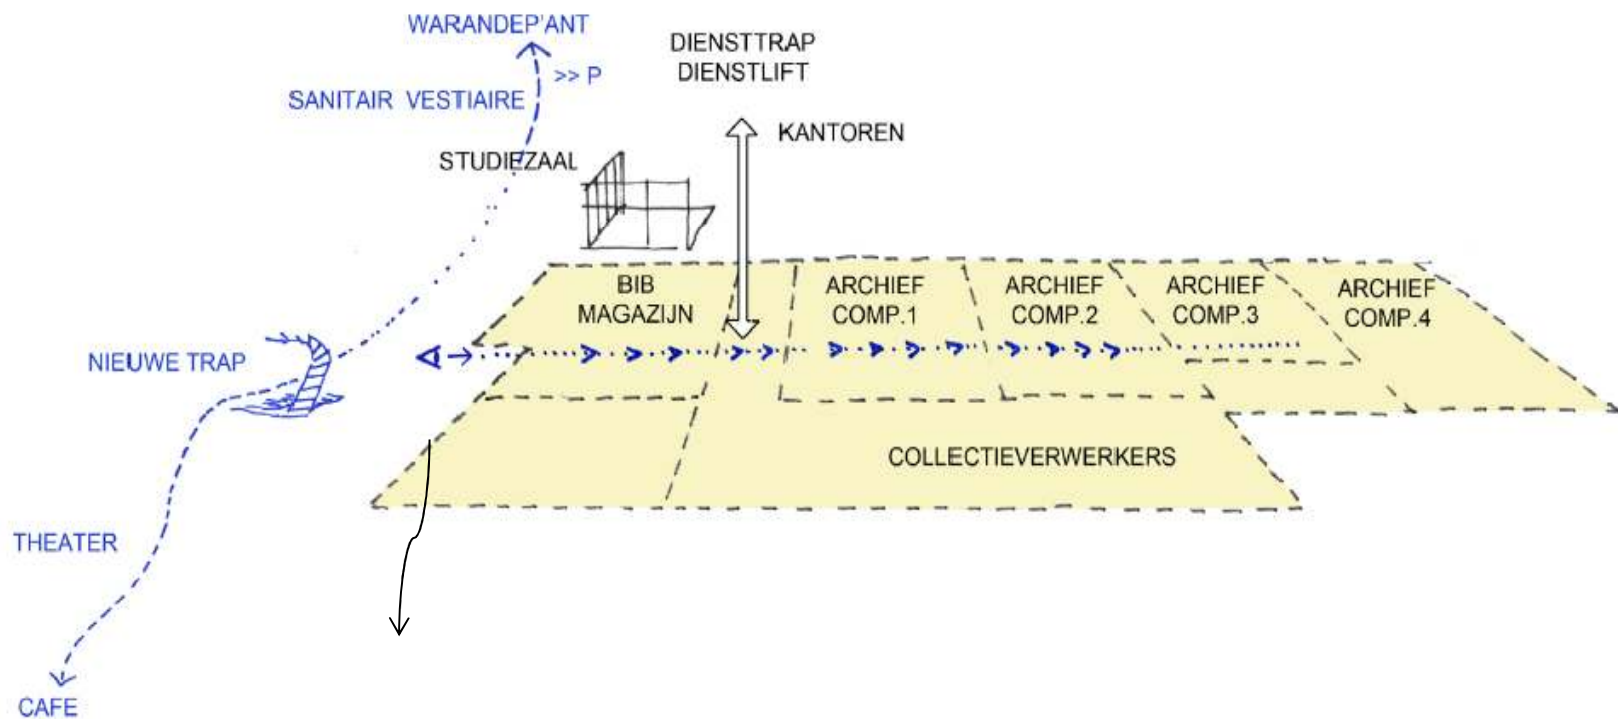 WARANDEP'ANT
>> P
SANITAIR VESTIAIRE
DIENSTTRAP
DIENSTLIFT
KANTOREN
STUDIEZAAL
BIB
MAGAZIJN
ARCHIEF
COMP.1
ARCHIEF
COMP.2
ARCHIEF
COMP.3
ARCHIEF
COMP.4
NIEUWE TRAP
COLLECTIEVERWERKERS
THEATER
CAFE